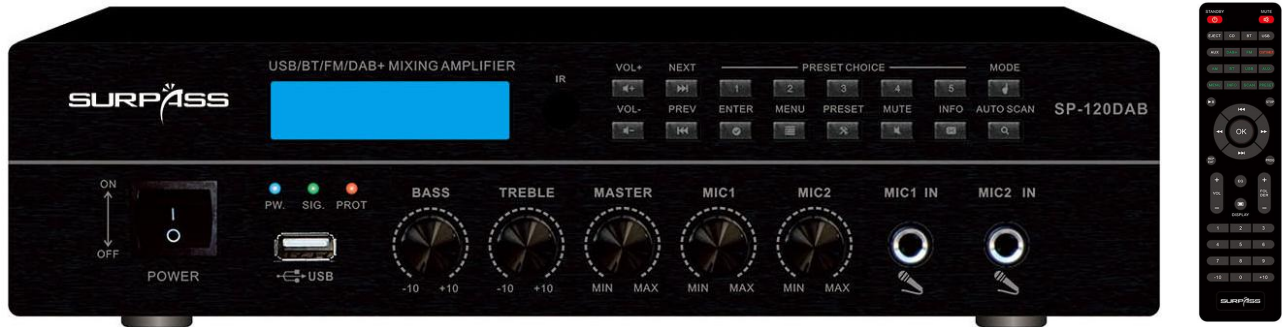 USB/BT/FM/DAB+ MIXING AMPLIFIER
IR
VOL+ NEXT PRESET CHOICE MODE
1 2 3 4 5
SURPASS
VOL- PREV ENTER MENU PRESET MUTE INFO AUTO SCAN
SP-120DAB
ON
OFF
POWER
PW. SIG. PROT
USB
BASS TREBLE MASTER MIC1 MIC2 MIC1 IN MIC2 IN
-10 +10 -10 +10 MIN MAX MIN MAX MIN MAX
STANDBY MUTE
EJECT CD BT USB
AUX
OK
+ +
VOL
- -
DISPLAY
1 2 3
4 5 6
7 8 9
-10 0 +10
SURPASS